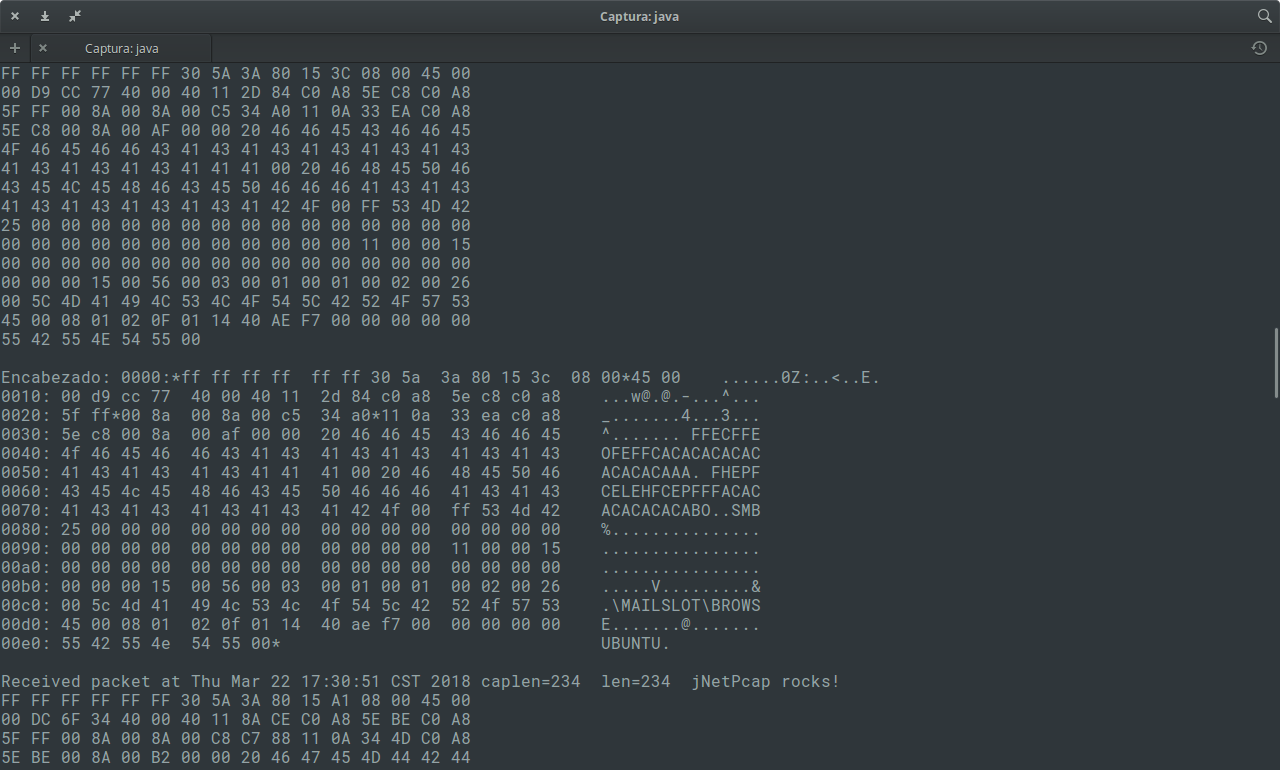 Captura: java
Captura: java
FF FF FF FF FF FF 30 5A 3A 80 15 3C 08 00 45 00
00 D9 CC 77 40 00 40 11 2D 84 C0 A8 5E C8 C0 A8
5F FF 00 8A 00 8A 00 C5 34 A0 11 0A 33 EA C0 A8
5E C8 00 8A 00 AF 00 00 20 46 46 45 43 46 46 45
4F 46 45 46 46 43 41 43 41 43 41 43 41 43 41 43
41 43 41 43 41 43 41 41 41 00 20 46 48 45 50 46
43 45 4C 45 48 46 43 45 50 46 46 46 41 43 41 43
41 43 41 43 41 43 41 43 41 42 4F 00 FF 53 4D 42
25 00 00 00 00 00 00 00 00 00 00 00 00 00 00 00
00 00 00 00 00 00 00 00 00 00 00 00 11 00 00 15
00 00 00 00 00 00 00 00 00 00 00 00 00 00 00 00
00 00 00 15 00 56 00 03 00 01 00 01 00 02 00 26
00 5C 4D 41 49 4C 53 4C 4F 54 5C 42 52 4F 57 53
45 00 08 01 02 0F 01 14 40 AE F7 00 00 00 00 00
55 42 55 4E 54 55 00
Encabezado: 0000:*ff ff ff ff  ff ff 30 5a  3a 80 15 3c  08 00*45 00    ......0Z:..<..E.
0010: 00 d9 cc 77  40 00 40 11  2d 84 c0 a8  5e c8 c0 a8    ...w@.@.-...^...
0020: 5f ff*00 8a  00 8a 00 c5  34 a0*11 0a  33 ea c0 a8    _.......4...3...
0030: 5e c8 00 8a  00 af 00 00  20 46 46 45  43 46 46 45    ^....... FFECFFE
0040: 4f 46 45 46  46 43 41 43  41 43 41 43  41 43 41 43    OFEFFCACACACACAC
0050: 41 43 41 43  41 43 41 41  41 00 20 46  48 45 50 46    ACACACAAA. FHEPF
0060: 43 45 4c 45  48 46 43 45  50 46 46 46  41 43 41 43    CELEHFCEPFFFACAC
0070: 41 43 41 43  41 43 41 43  41 42 4f 00  ff 53 4d 42    ACACACACABO..SMB
0080: 25 00 00 00  00 00 00 00  00 00 00 00  00 00 00 00    %...............
0090: 00 00 00 00  00 00 00 00  00 00 00 00  11 00 00 15    ................
00a0: 00 00 00 00  00 00 00 00  00 00 00 00  00 00 00 00    ................
00b0: 00 00 00 15  00 56 00 03  00 01 00 01  00 02 00 26    .....V.........&
00c0: 00 5c 4d 41  49 4c 53 4c  4f 54 5c 42  52 4f 57 53    .\MAILSLOT\BROWS
00d0: 45 00 08 01  02 0f 01 14  40 ae f7 00  00 00 00 00    E.......@.......
00e0: 55 42 55 4e  54 55 00*    UBUNTU.
Received packet at Thu Mar 22 17:30:51 CST 2018 caplen=234  len=234  jNetPcap rocks!
FF FF FF FF FF FF 30 5A 3A 80 15 A1 08 00 45 00
00 DC 6F 34 40 00 40 11 8A CE C0 A8 5E BE C0 A8
5F FF 00 8A 00 8A 00 C8 C7 88 11 0A 34 4D C0 A8
5E BE 00 8A 00 B2 00 00 20 46 47 45 4D 44 42 44